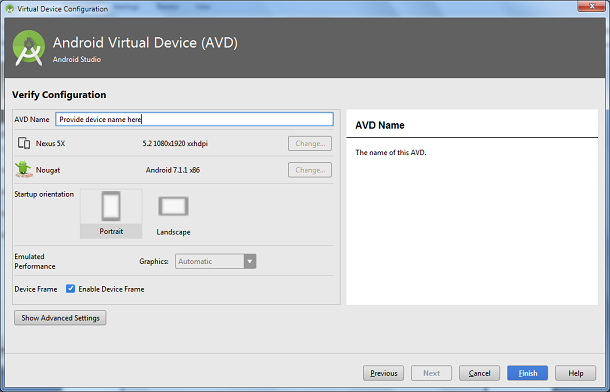 Virtual Device Configuration
Android Virtual Device (AVD)
Android Studio
Verify Configuration
AVD Name Provide device name here
Nexus 5X 5.2 1080x1920 xxhdpi Change...
Nougat Android 7.1.1 x86 Change...
Startup orientation
Portrait Landscape
Emulated
Performance Graphics: Automatic
Device Frame Enable Device Frame
Show Advanced Settings
AVD Name
The name of this AVD.
Previous Next Cancel Finish Help